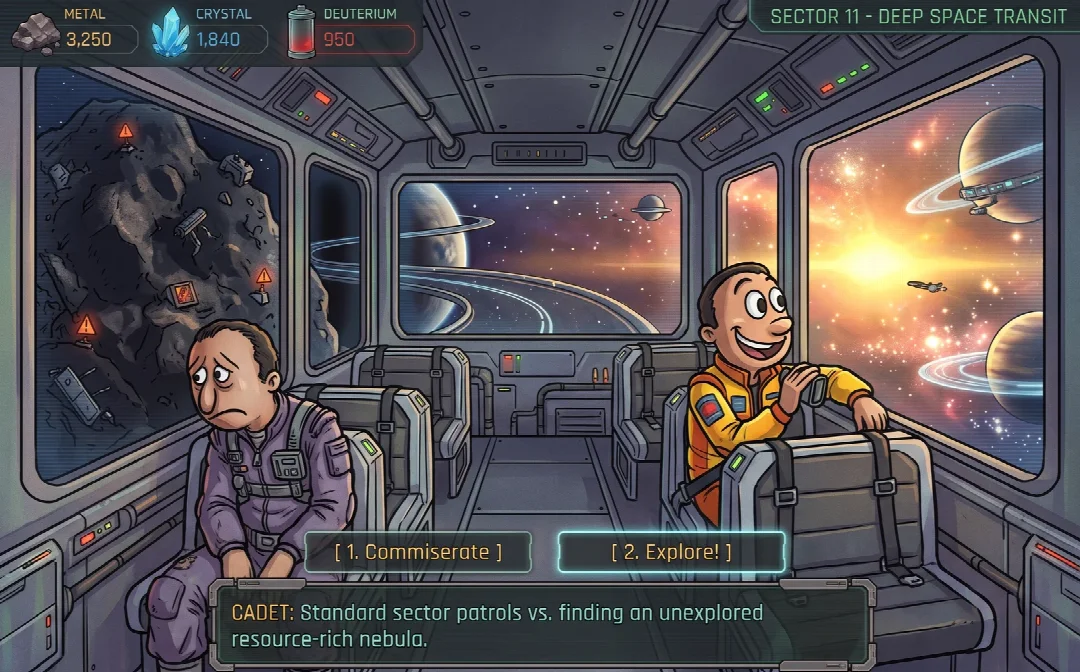 METAL
3,250
CRYSTAL
1,840
DEUTERIUM
950
SECTOR 11 - DEEP SPACE TRANSIT
[ 1. Commiserate ]
[ 2. Explore! ]
CADET: Standard sector patrols vs. finding an unexplored
resource-rich nebula.